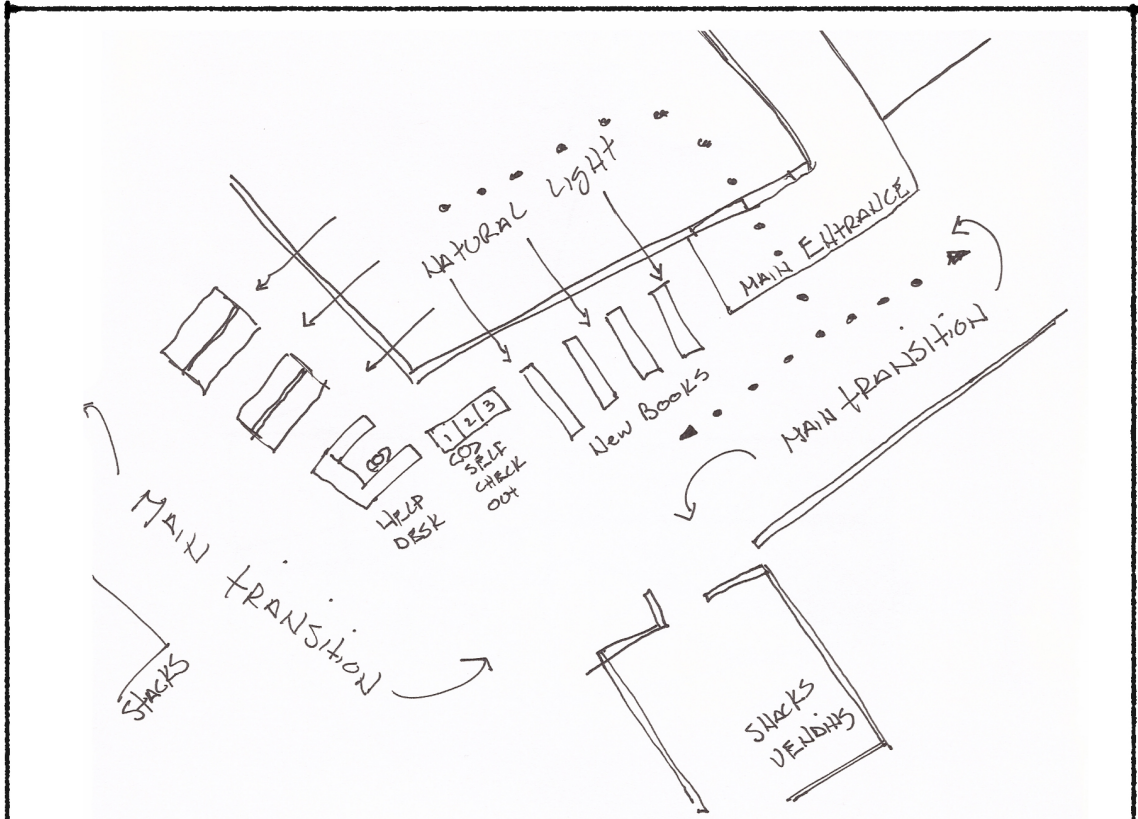 NATURAL LIGHT
MAIN ENTRANCE
MAIN tRANSItION
New Books
1 2 3
SELF
CHECK
OUt
HELP
DESK
MAIN tRANSItION
StACKS
SNACKS
VENDING